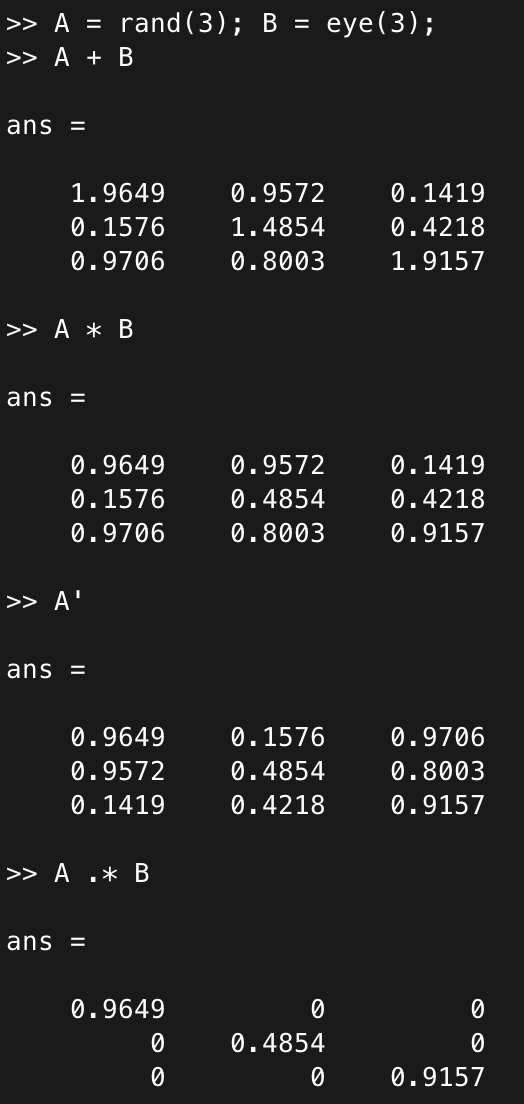 >> A = rand(3); B = eye(3);
>> A + B
ans =
1.9649 0.9572 0.1419
0.1576 1.4854 0.4218
0.9706 0.8003 1.9157
>> A * B
ans =
0.9649 0.9572 0.1419
0.1576 0.4854 0.4218
0.9706 0.8003 0.9157
>> A'
ans =
0.9649 0.1576 0.9706
0.9572 0.4854 0.8003
0.1419 0.4218 0.9157
>> A .* B
ans =
0.9649 0 0
0 0.4854 0
0 0 0.9157